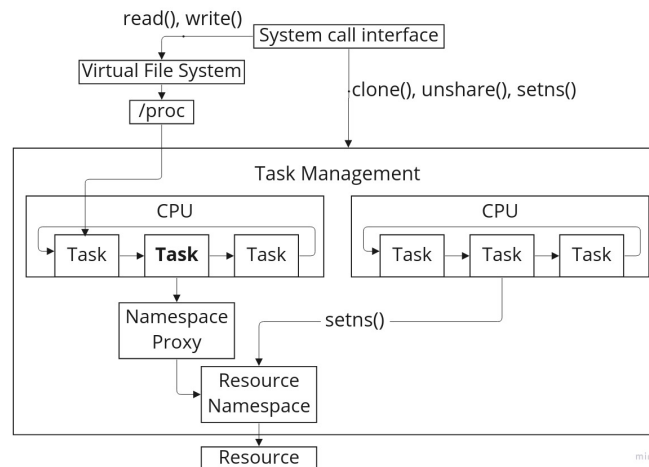 read(), write()
System call interface
Virtual File System
clone(), unshare(), setns()
/proc
Task Management
CPU
CPU
Task
Task
Task
Task
Task
Task
Namespace
Proxy
setns()
Resource
Namespace
Resource